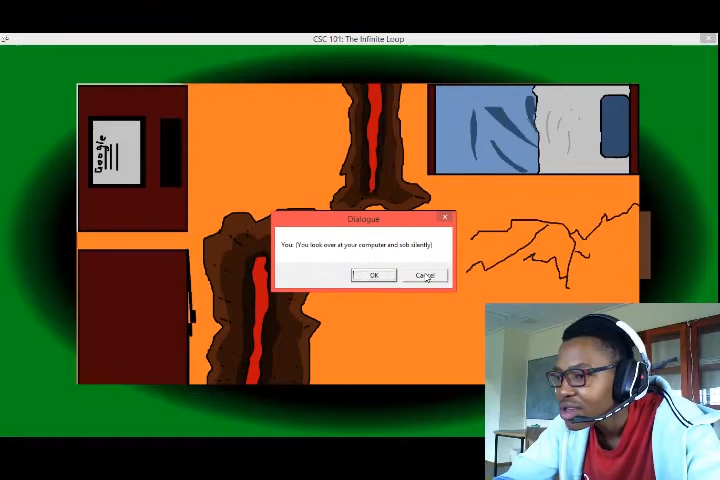 CSC 101: The Infinite Loop
Google
Dialogue
You: [You look over at your computer and sob silently]
OK
Cancel